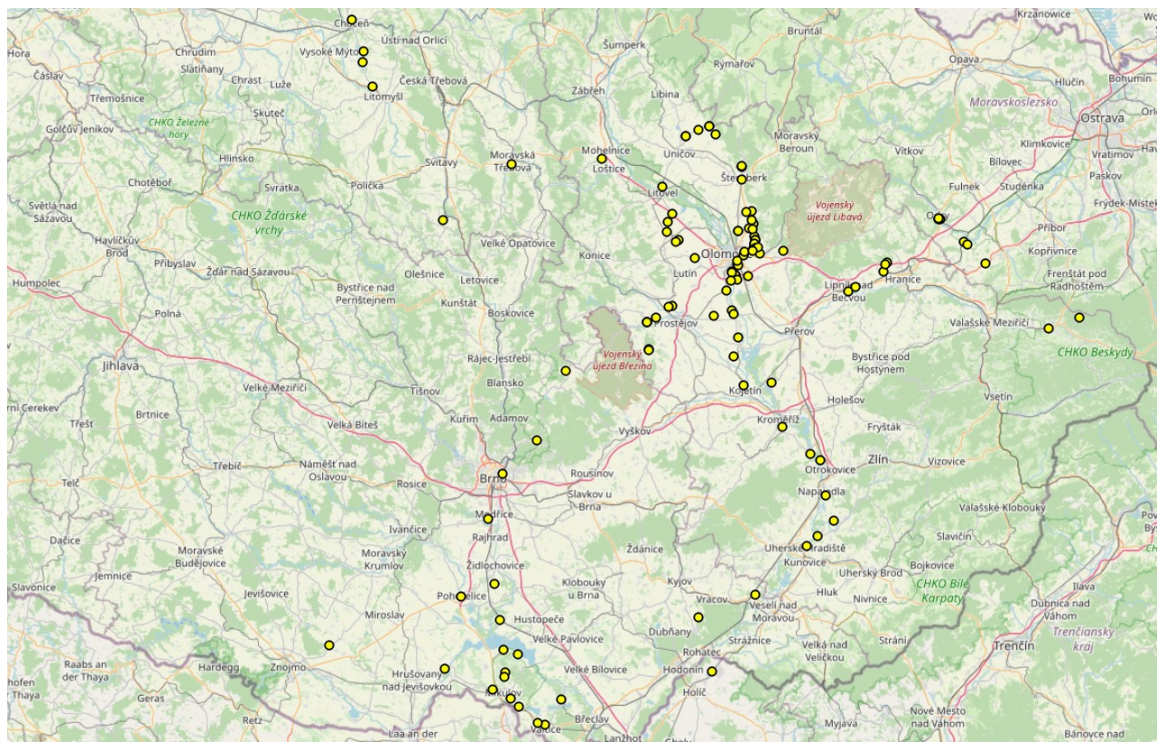 Choceň
Ústí nad Orlicí
Šumperk
Bruntál
Krzanowice
Hora
Chrudim
Vysoké Mýto
Slatiňany
Rýmařov
Opava
Čáslav
Chrast
Luže
Česká Třebová
Zábřeh
Libina
Hlučín
Bohumín
Třemošnice
Litomyšl
Moravskoslezsko
Skuteč
Ostrava
CHKO Železné
hory
Golčův Jeníkov
Moravský
Beroun
Klimkovice
Hlinsko
Svitavy
Moravská
Třebová
Mohelnice
Loštice
Uničov
Vítkov
Bílovec
Vratimov
Chotěboř
Polička
Šternberk
Fulnek
Studénka
Paskov
Svratka
Litovel
Vojenský
újezd Libavá
Světlá nad
Sázavou
CHKO Žďárské
vrchy
Odry
Příbor
Frýdek-Místek
Havlíčkův
Brod
Velké Opatovice
Konice
Kopřivnice
Přibyslav
Žďár nad Sázavou
Olešnice
Lutín
Hranice
Frenštát pod
Radhoštěm
Humpolec
Bystřice nad
Pernštejnem
Letovice
Lipník nad
Bečvou
Kunštát
Polná
Boskovice
Prostějov
Přerov
Valašské Meziříčí
Jihlava
Rájec-Jestřebí
Vojenský
újezd Březina
Bystřice pod
Hostýnem
CHKO Beskydy
Velké Meziříčí
Tišnov
Blansko
Kojetín
Vsetín
Brtnice
Kuřim
Adamov
Holešov
Třešť
Velká Bíteš
Vyškov
Kroměříž
Fryšták
Třebíč
Náměšť nad
Oslavou
Zlín
Vizovice
Otrokovice
Telč
Rosice
Brno
Rousínov
Napajedla
Slavkov u
Brna
Valašské Klobouky
Modřice
Ivančice
Dačice
Moravské
Budějovice
Rajhrad
Ždánice
Uherské Hradiště
Slavičín
Moravský
Krumlov
Kunovice
Jemnice
Židlochovice
Bojkovice
Slavonice
Jevišovice
Klobouky
u Brna
Kyjov
Uherský Brod
CHKO Bílé
Karpaty
Ilava
Pohořelice
Vracov
Hluk
Nivnice
Dubnica nad
Váhom
Miroslav
Hustopeče
Veselí nad
Moravou
Dubňany
Trenčiansky
kraj
Velké Pavlovice
Strážnice
Velká nad
Veličkou
Strání
Raabs an
der Thaya
Hardegg
Znojmo
Rohatec
Trenčín
Hrušovany
nad Jevišovkou
Velké Bílovice
Hodonín
Geras
Mikulov
Holíč
Retz
Břeclav
Nové Mesto
nad Váhom
Valtice
Myjava
Lanžhot
Laa an der
Bánovce nad